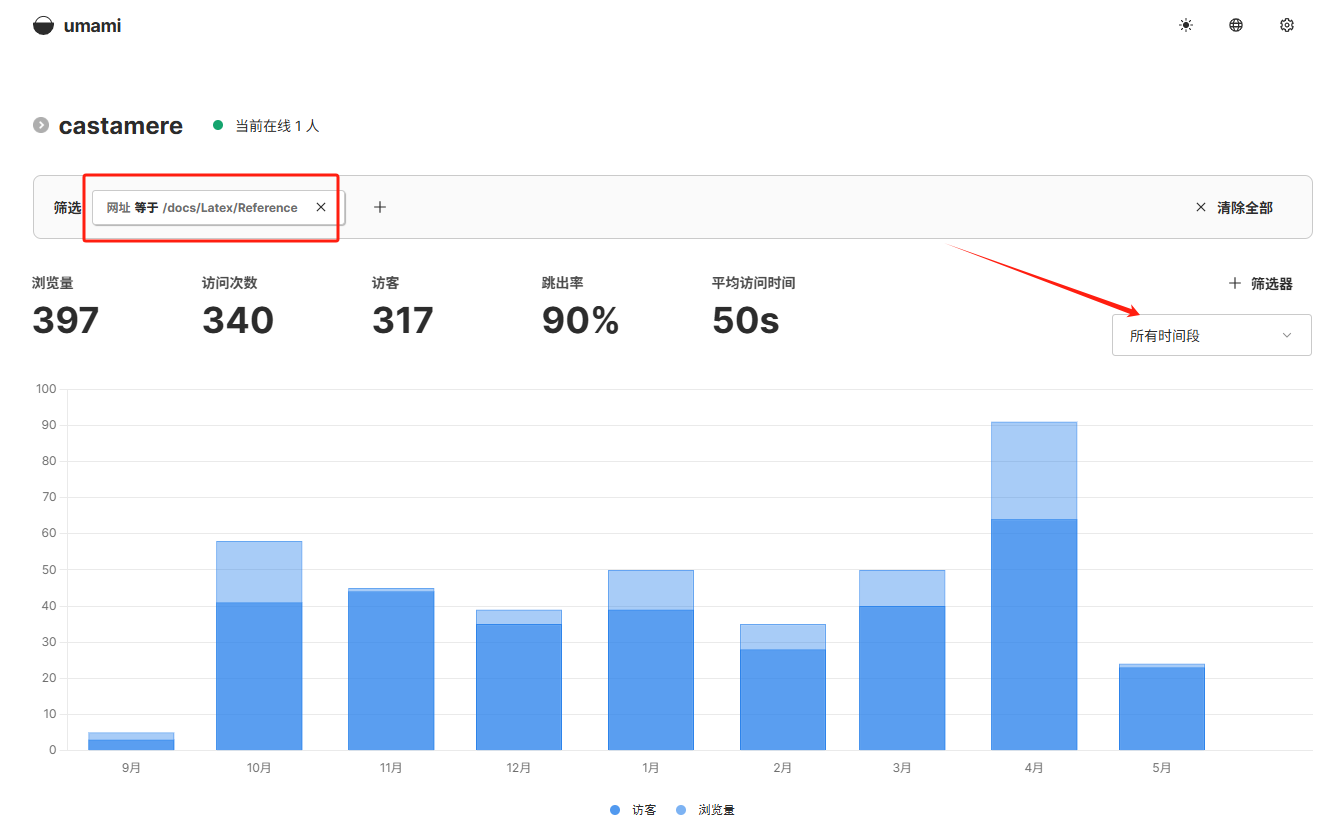 umami
castamere 当前在线 1 人
筛选 网址 等于 /docs/Latex/Reference 清除全部
浏览量 访问次数 访客 跳出率 平均访问时间 筛选器
397 340 317 90% 50s
所有时间段
100
90
80
70
60
50
40
30
20
10
0
9月 10月 11月 12月 1月 2月 3月 4月 5月
访客 浏览量